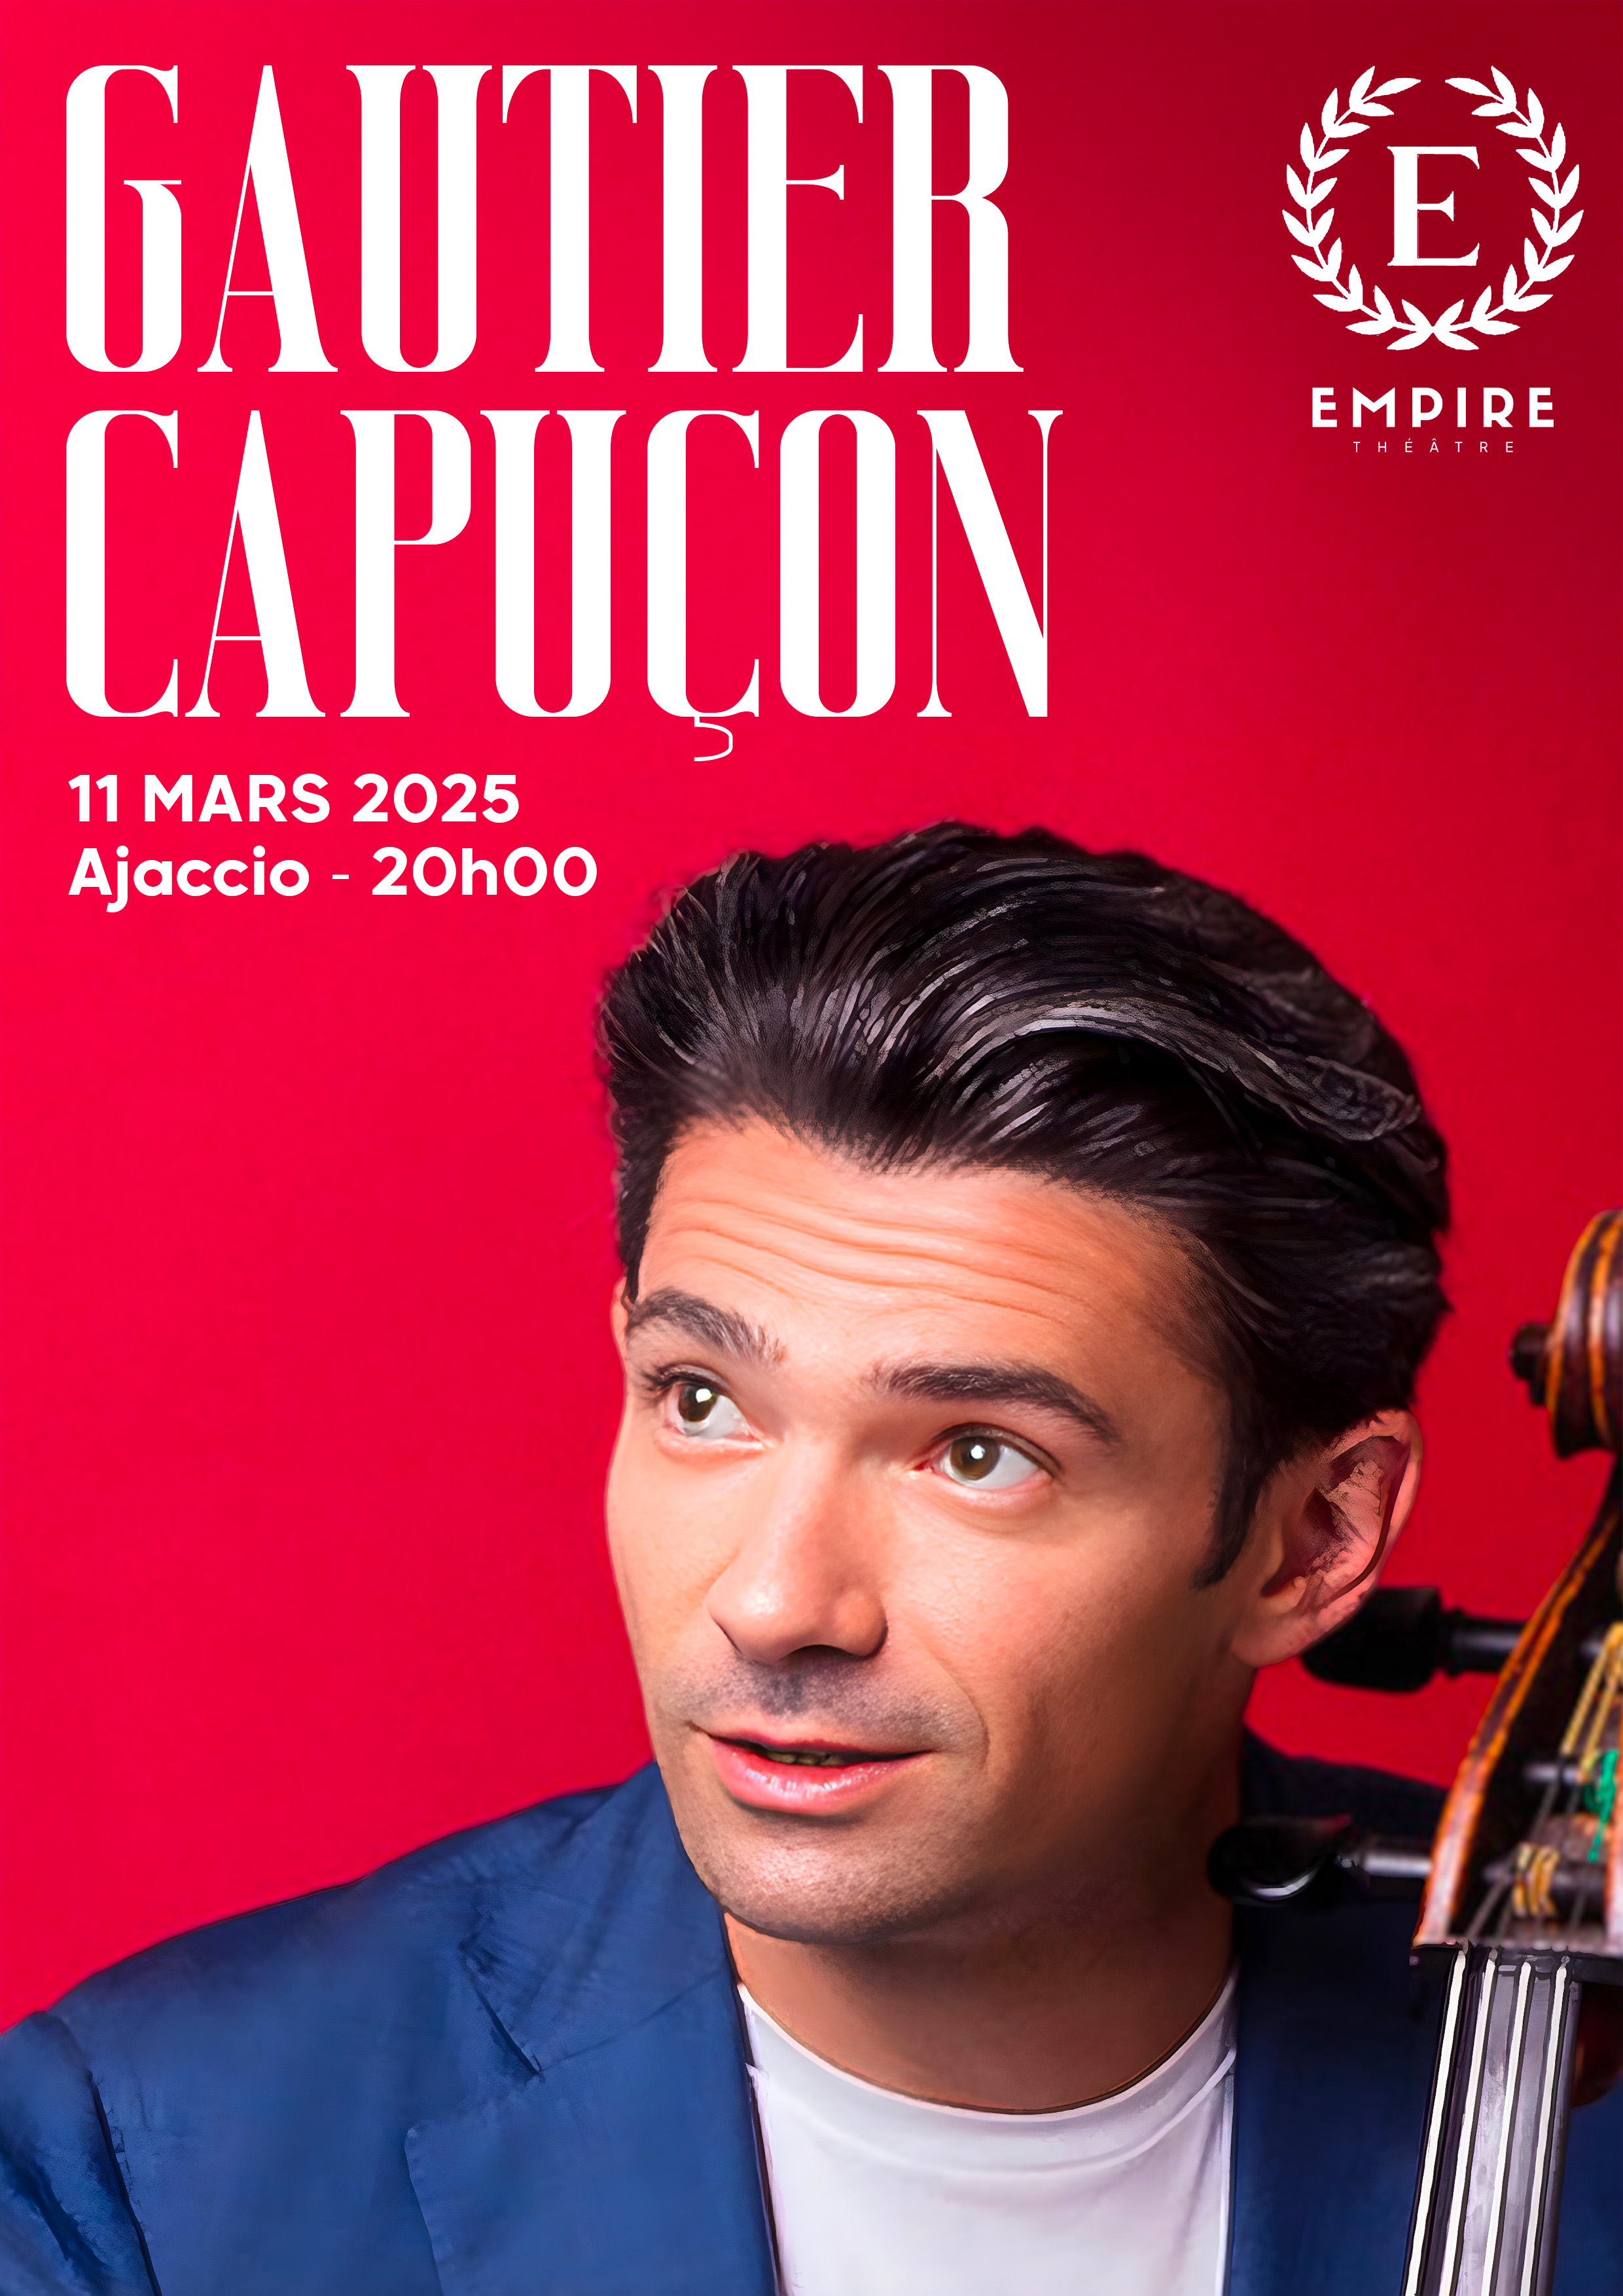 GAUTIER
CAPUÇON
11 MARS 2025
Ajaccio - 20h00
E
EMPIRE
THÉÂTRE